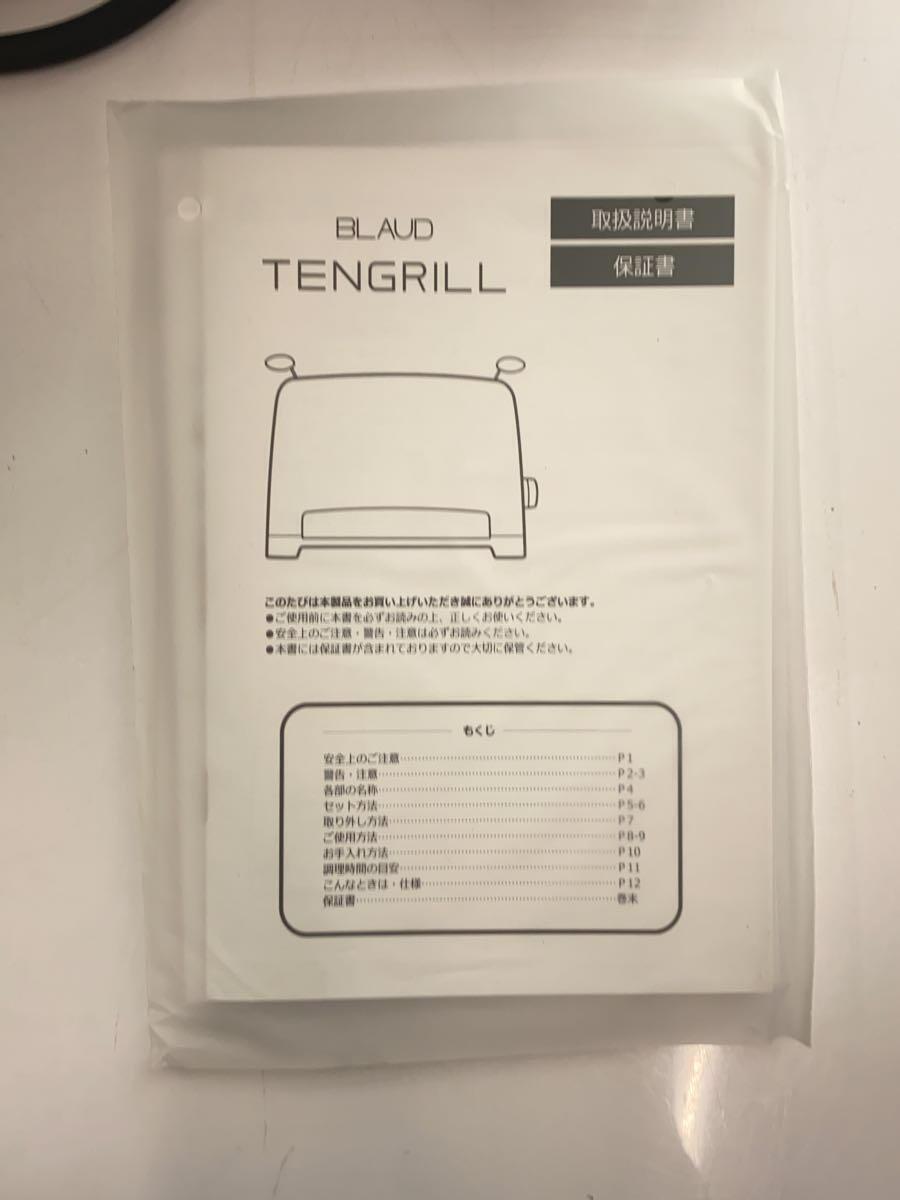 BLAUD
TENGRILL
取扱説明書
保証書
このたびは本製品をお買い上げいただき誠にありがとうございます。
●ご使用前に本書を必ずお読みの上、正しくお使いください。
●安全上のご注意・警告・注意は必ずお読みください。
●本書には保証書が含まれておりますので大切に保管ください。
もくじ
安全上のご注意 P1
警告・注意 P2-3
各部の名称 P4
セット方法 P5-6
取り外し方法 P7
ご使用方法 P8-9
お手入れ方法 P10
調理時間の目安 P11
こんなときは・仕様 P12
保証書 巻末